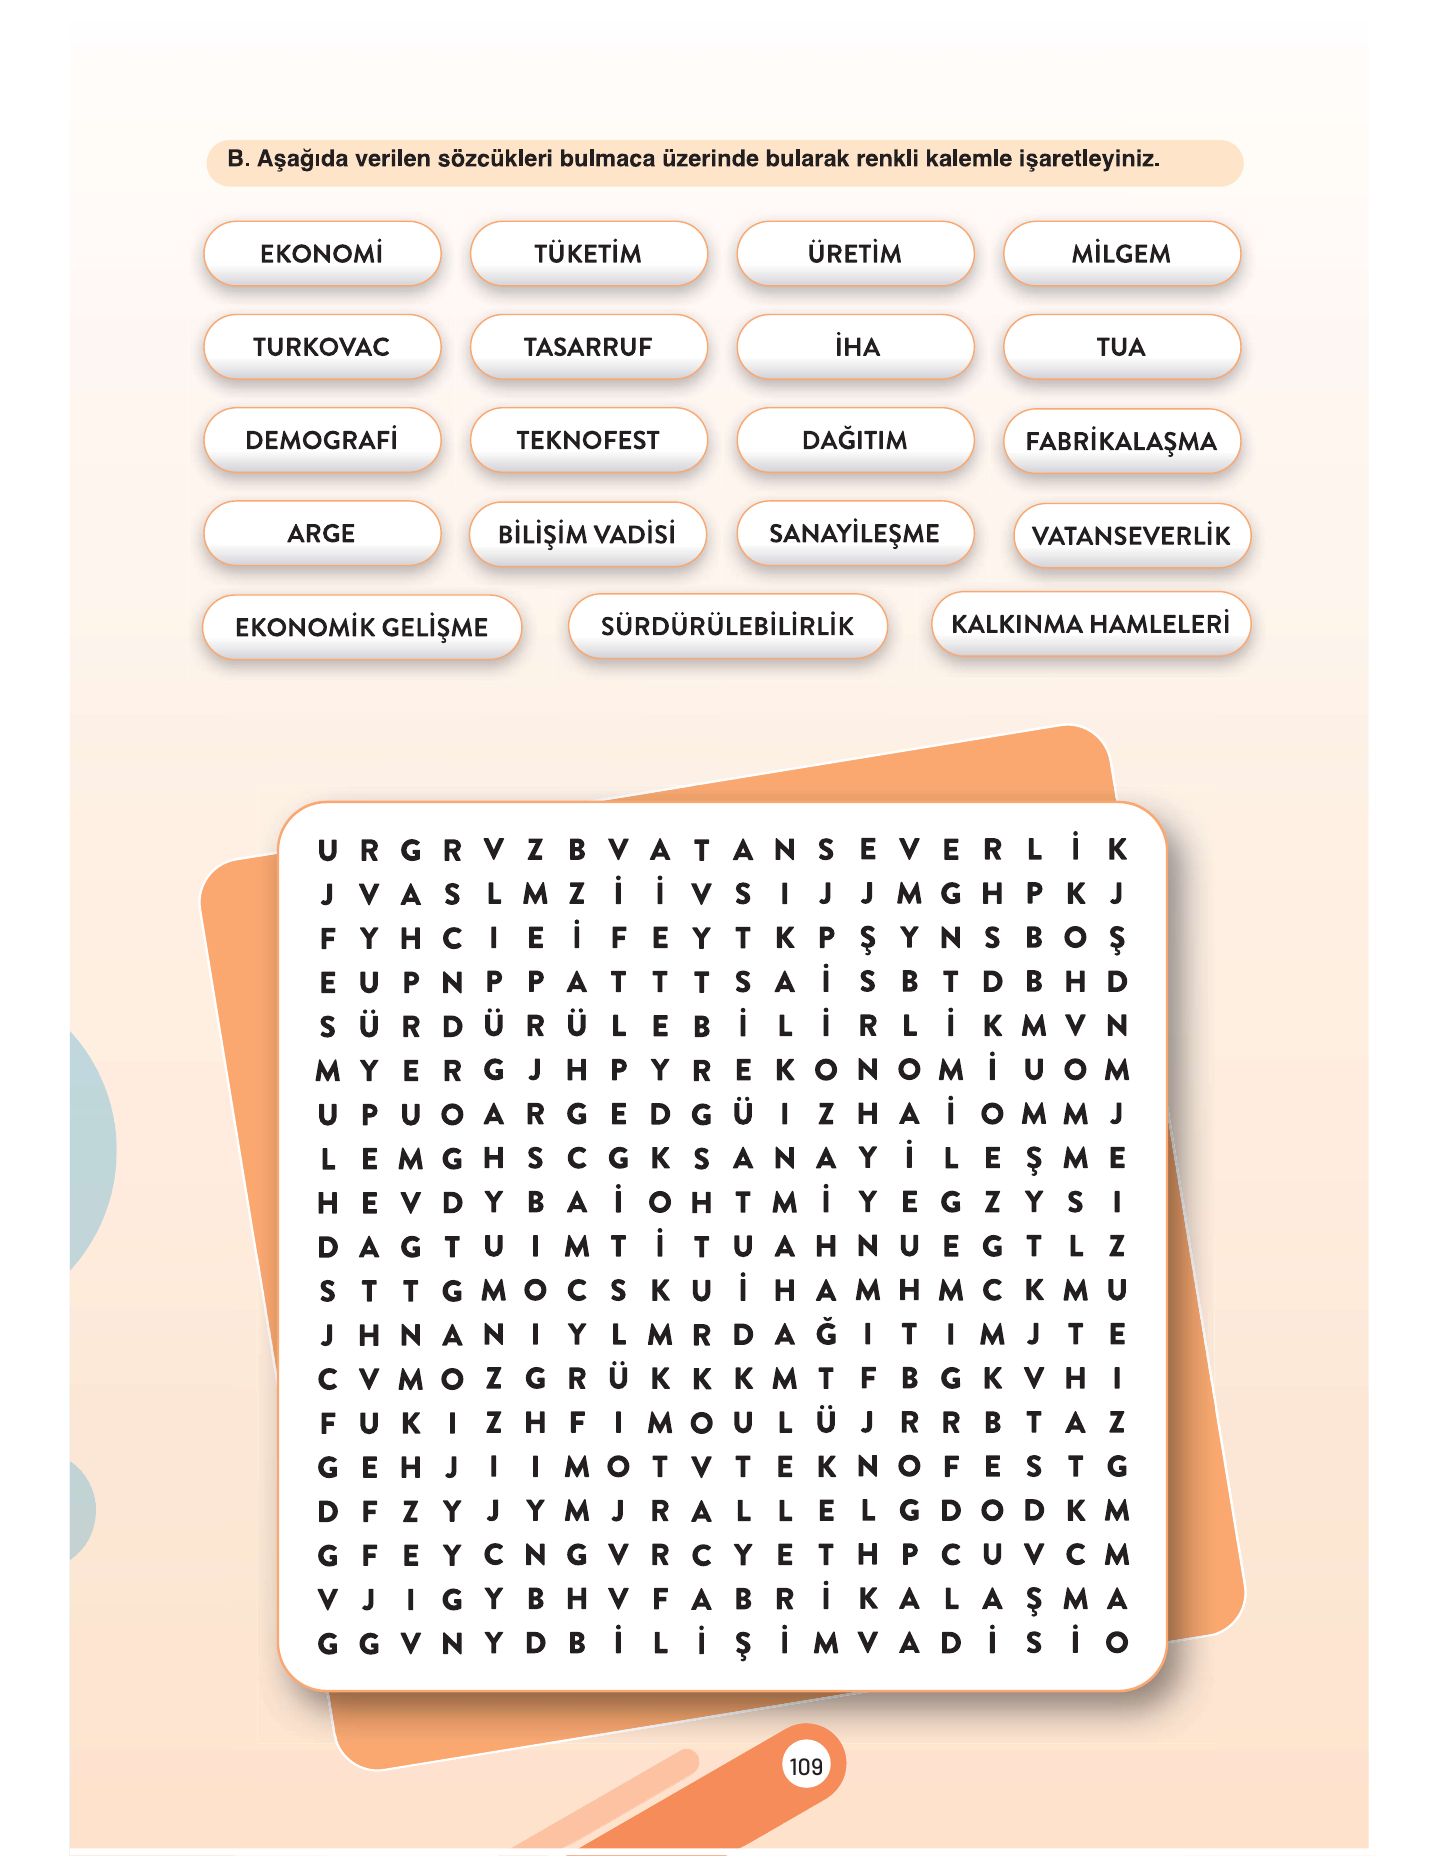 B. Aşağıda verilen sözcükleri bulmaca üzerinde bularak renkli kalemle işaretleyiniz.
EKONOMİ TÜKETİM ÜRETİM MİLGEM
TURKOVAC TASARRUF İHA TUA
DEMOGRAFİ TEKNOFEST DAĞITIM FABRİKALAŞMA
ARGE BİLİŞİM VADİSİ SANAYİLEŞME VATANSEVERLİK
EKONOMİK GELİŞME SÜRDÜRÜLEBİLİRLİK KALKINMA HAMLELERİ
U R G R V Z B V A T A N S E V E R L İ K
J V A S L M Z İ İ V S I J J M G H P K J
F Y H C I E İ F E Y T K P Ş Y N S B O Ş
E U P N P P A T T T S A İ S B T D B H D
S Ü R D Ü R Ü L E B İ L İ R L İ K M V N
M Y E R G J H P Y R E K O N O M İ U O M
U P U O A R G E D G Ü I Z H A İ O M M J
L E M G H S C G K S A N A Y İ L E Ş M E
H E V D Y B A İ O H T M İ Y E G Z Y S I
D A G T U I M T İ T U A H N U E G T L Z
S T T G M O C S K U İ H A M H M C K M U
J H N A N I Y L M R D A Ğ I T I M J T E
C V M O Z G R Ü K K K M T F B G K V H I
F U K I Z H F I M O U L Ü J R R B T A Z
G E H J I I M O T V T E K N O F E S T G
D F Z Y J Y M J R A L L E L G D O D K M
G F E Y C N G V R C Y E T H P C U V C M
V J I G Y B H V F A B R İ K A L A Ş M A
G G V N Y D B İ L İ Ş İ M V A D İ S İ O
109